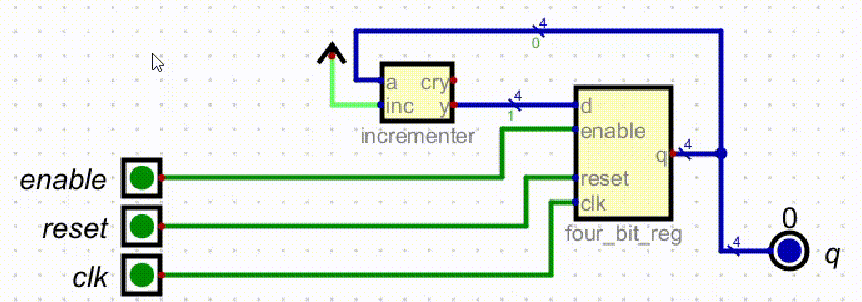 4
0
a cry
inc y
4
1
incrementer
d
enable
q
4
reset
clk
four_bit_reg
enable
reset
clk
0
4
q